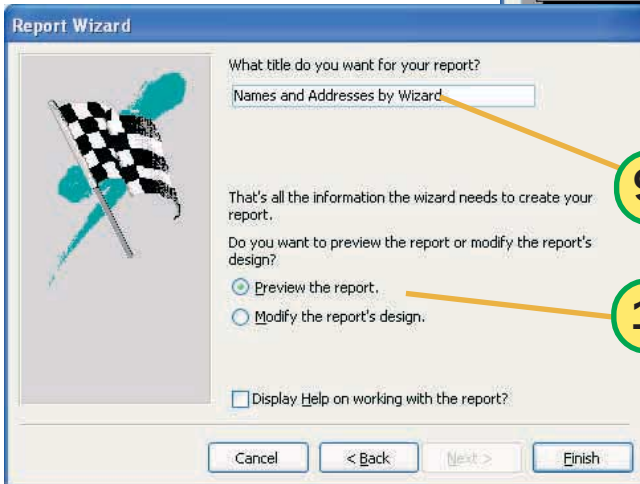 Report Wizard
What title do you want for your report?
Names and Addresses by Wizard
9
That's all the information the wizard needs to create your
report.
Do you want to preview the report or modify the report's
design?
Preview the report.
1
Modify the report's design.
Display Help on working with the report?
Cancel
< Back
Next >
Finish